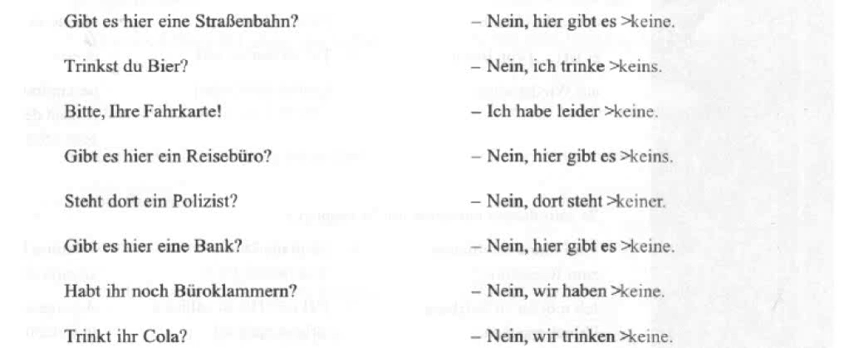 Gibt es hier eine Straßenbahn? – Nein, hier gibt es >keine.
Trinkst du Bier? – Nein, ich trinke >keins.
Bitte, Ihre Fahrkarte! – Ich habe leider >keine.
Gibt es hier ein Reisebüro? – Nein, hier gibt es >keins.
Steht dort ein Polizist? – Nein, dort steht >keiner.
Gibt es hier eine Bank? – Nein, hier gibt es >keine.
Habt ihr noch Büroklammern? – Nein, wir haben >keine.
Trinkt ihr Cola? – Nein, wir trinken >keine.